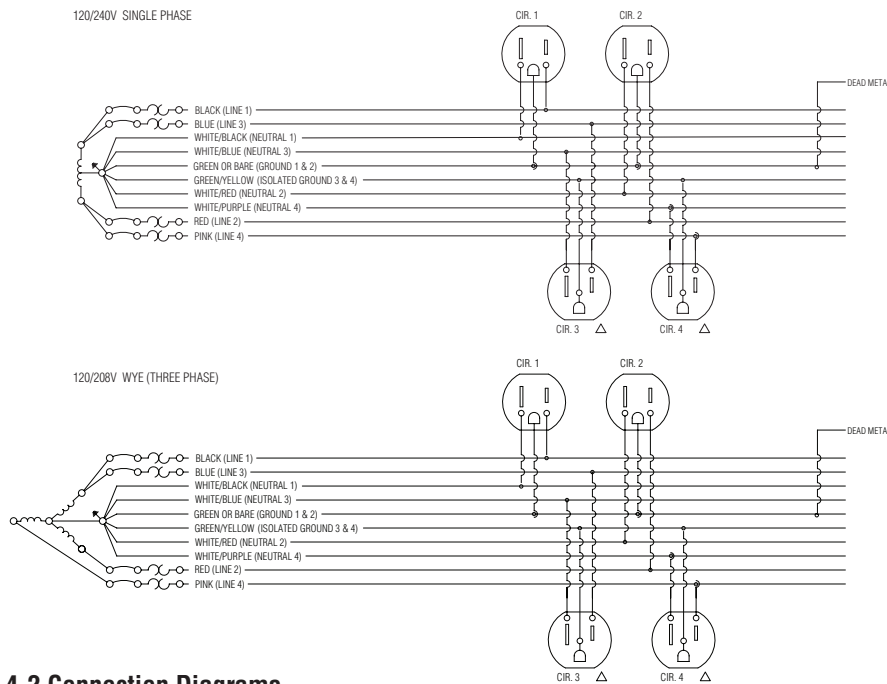 120/240V SINGLE PHASE
CIR. 1
CIR. 2
DEAD META
BLACK (LINE 1)
BLUE (LINE 3)
WHITE/BLACK (NEUTRAL 1)
WHITE/BLUE (NEUTRAL 3)
GREEN OR BARE (GROUND 1 & 2)
GREEN/YELLOW (ISOLATED GROUND 3 & 4)
WHITE/RED (NEUTRAL 2)
WHITE/PURPLE (NEUTRAL 4)
RED (LINE 2)
PINK (LINE 4)
CIR. 3
CIR. 4
120/208V WYE (THREE PHASE)
CIR. 1
CIR. 2
DEAD META
BLACK (LINE 1)
BLUE (LINE 3)
WHITE/BLACK (NEUTRAL 1)
WHITE/BLUE (NEUTRAL 3)
GREEN OR BARE (GROUND 1 & 2)
GREEN/YELLOW (ISOLATED GROUND 3 & 4)
WHITE/RED (NEUTRAL 2)
WHITE/PURPLE (NEUTRAL 4)
RED (LINE 2)
PINK (LINE 4)
CIR. 3
CIR. 4
4-2 Connection Diagrams